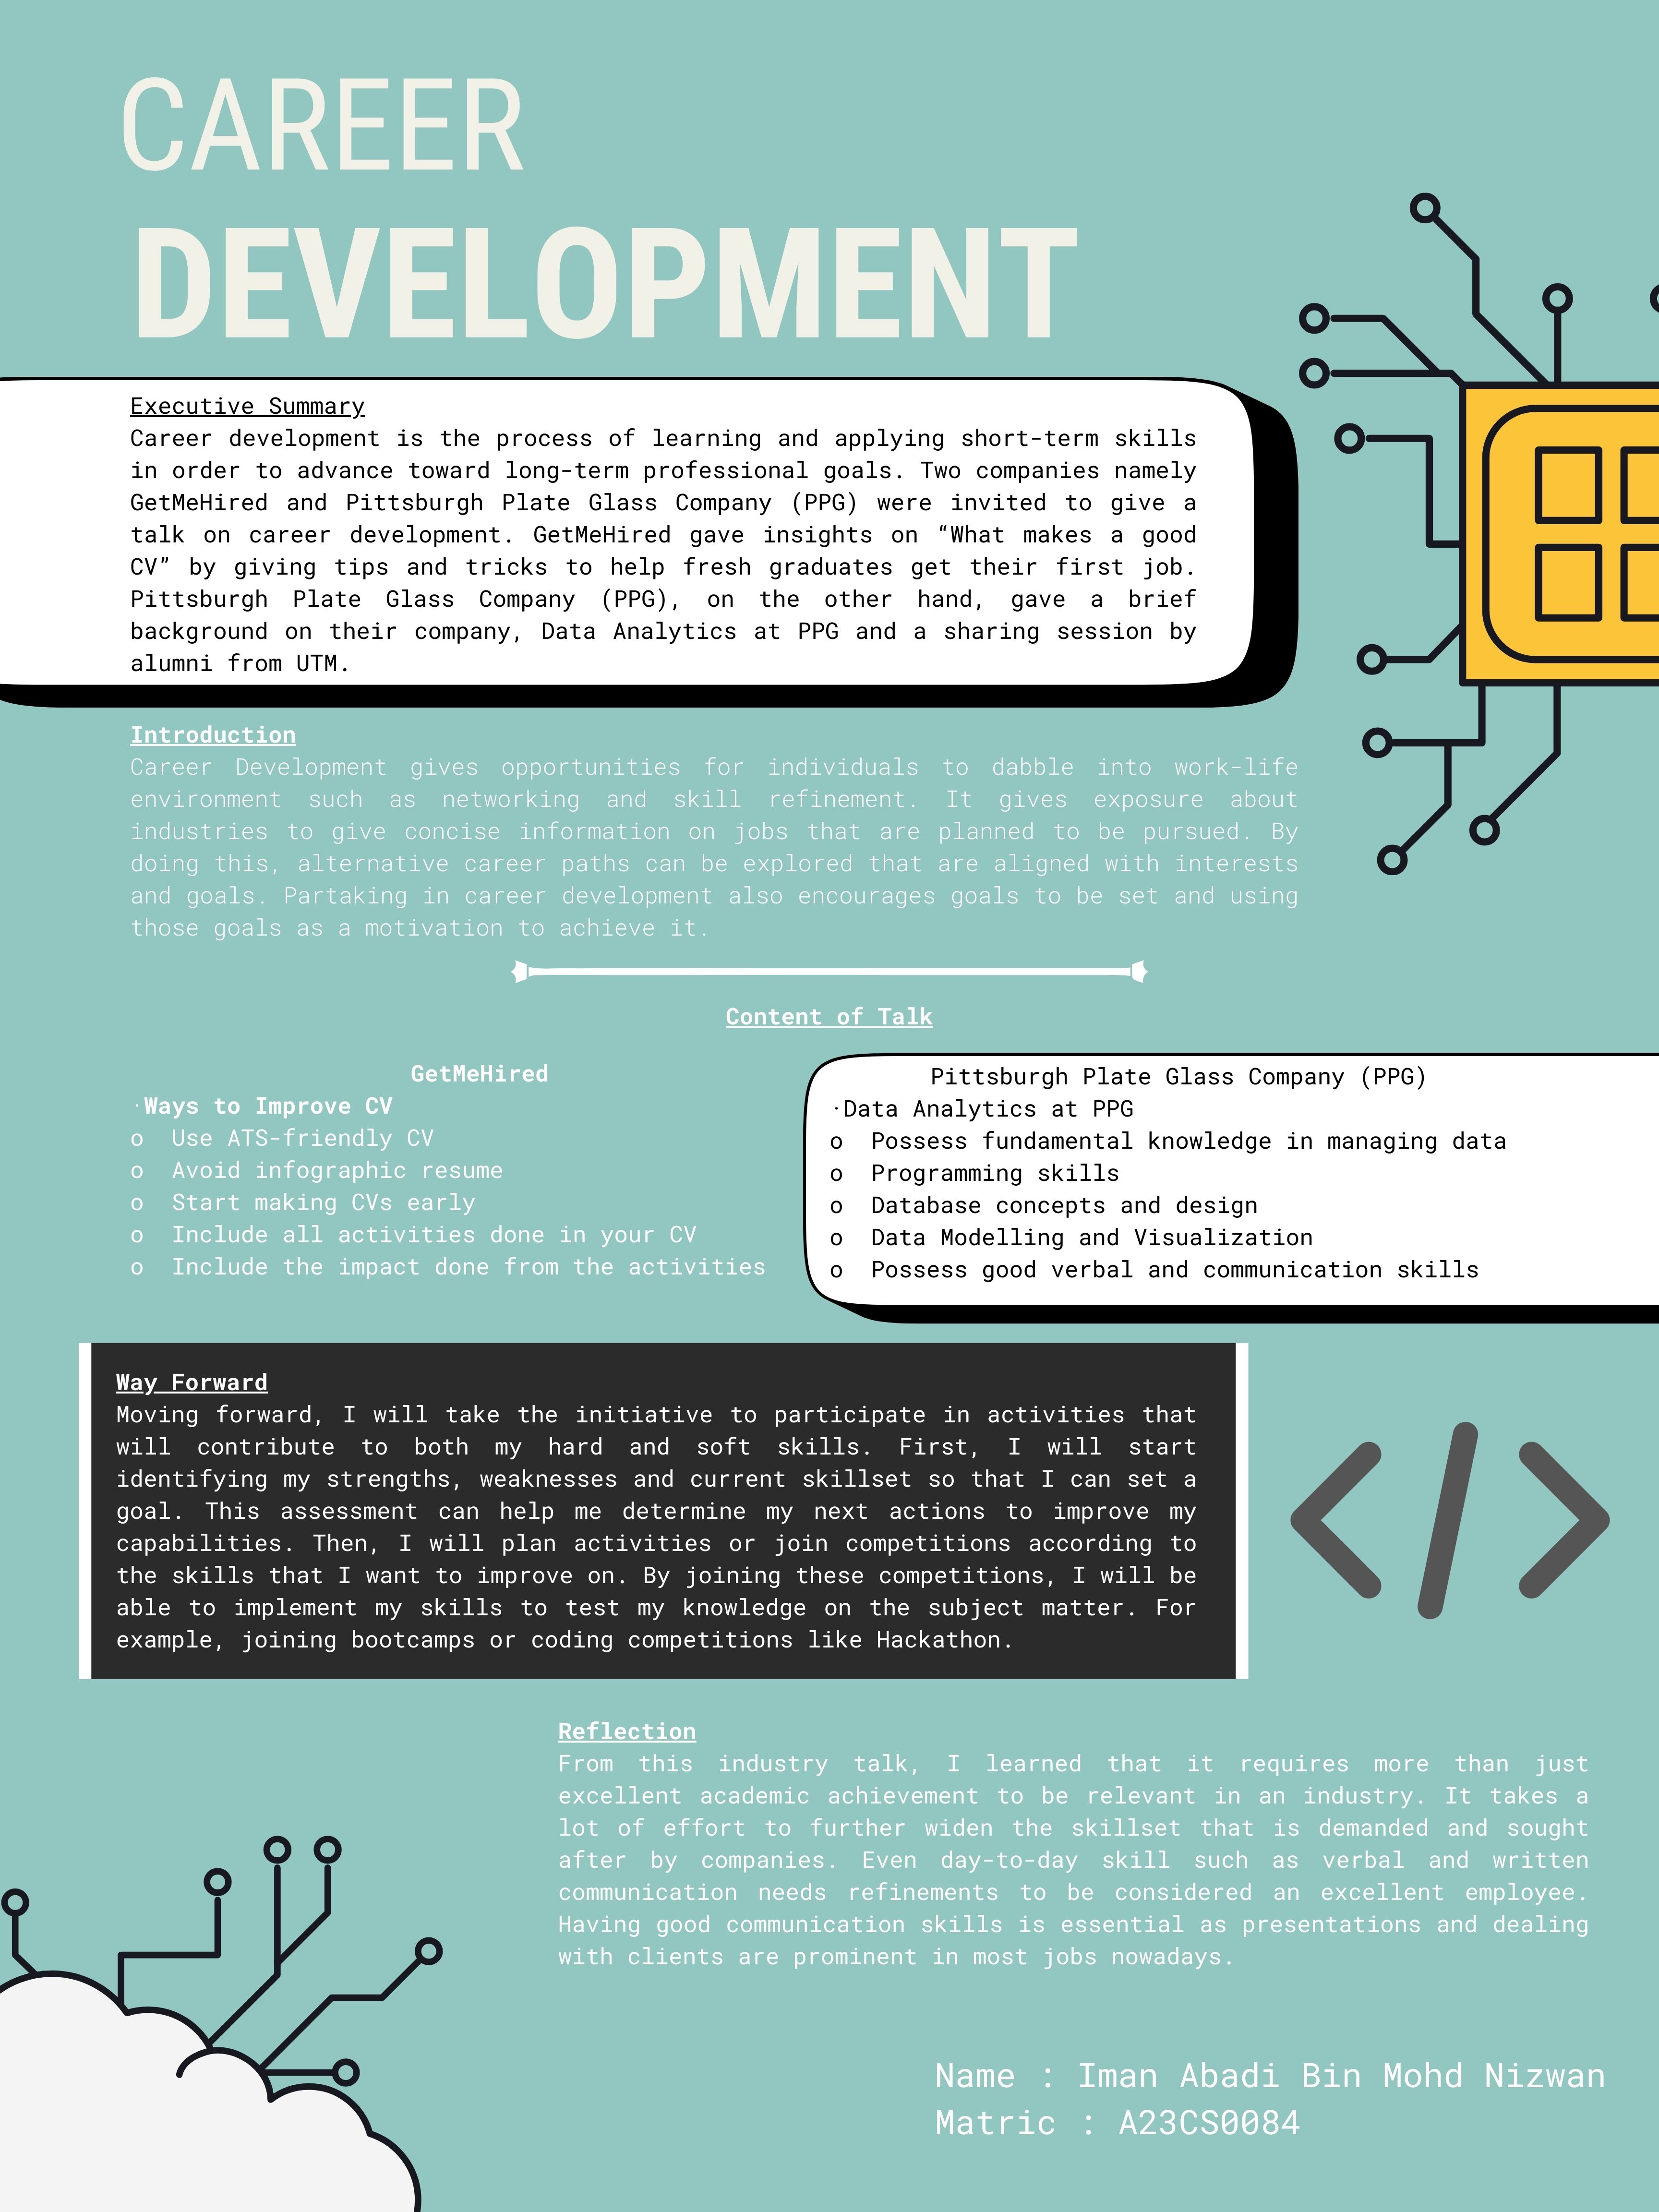 CAREER
DEVELOPMENT
Executive Summary
Career development is the process of learning and applying short-term skills
in order to advance toward long-term professional goals. Two companies namely
GetMeHired and Pittsburgh Plate Glass Company (PPG) were invited to give a
talk on career development. GetMeHired gave insights on “What makes a good
CV” by giving tips and tricks to help fresh graduates get their first job.
Pittsburgh Plate Glass Company (PPG), on the other hand, gave a brief
background on their company, Data Analytics at PPG and a sharing session by
alumni from UTM.
Introduction
Career Development gives opportunities for individuals to dabble into work-life
environment such as networking and skill refinement. It gives exposure about
industries to give concise information on jobs that are planned to be pursued. By
doing this, alternative career paths can be explored that are aligned with interests
and goals. Partaking in career development also encourages goals to be set and using
those goals as a motivation to achieve it.
Content of Talk
GetMeHired
·Ways to Improve CV
o Use ATS-friendly CV
o Avoid infographic resume
o Start making CVs early
o Include all activities done in your CV
o Include the impact done from the activities
Pittsburgh Plate Glass Company (PPG)
·Data Analytics at PPG
o Possess fundamental knowledge in managing data
o Programming skills
o Database concepts and design
o Data Modelling and Visualization
o Possess good verbal and communication skills
Way Forward
Moving forward, I will take the initiative to participate in activities that
will contribute to both my hard and soft skills. First, I will start
identifying my strengths, weaknesses and current skillset so that I can set a
goal. This assessment can help me determine my next actions to improve my
capabilities. Then, I will plan activities or join competitions according to
the skills that I want to improve on. By joining these competitions, I will be
able to implement my skills to test my knowledge on the subject matter. For
example, joining bootcamps or coding competitions like Hackathon.
Reflection
From this industry talk, I learned that it requires more than just
excellent academic achievement to be relevant in an industry. It takes a
lot of effort to further widen the skillset that is demanded and sought
after by companies. Even day-to-day skill such as verbal and written
communication needs refinements to be considered an excellent employee.
Having good communication skills is essential as presentations and dealing
with clients are prominent in most jobs nowadays.
Name : Iman Abadi Bin Mohd Nizwan
Matric : A23CS0084